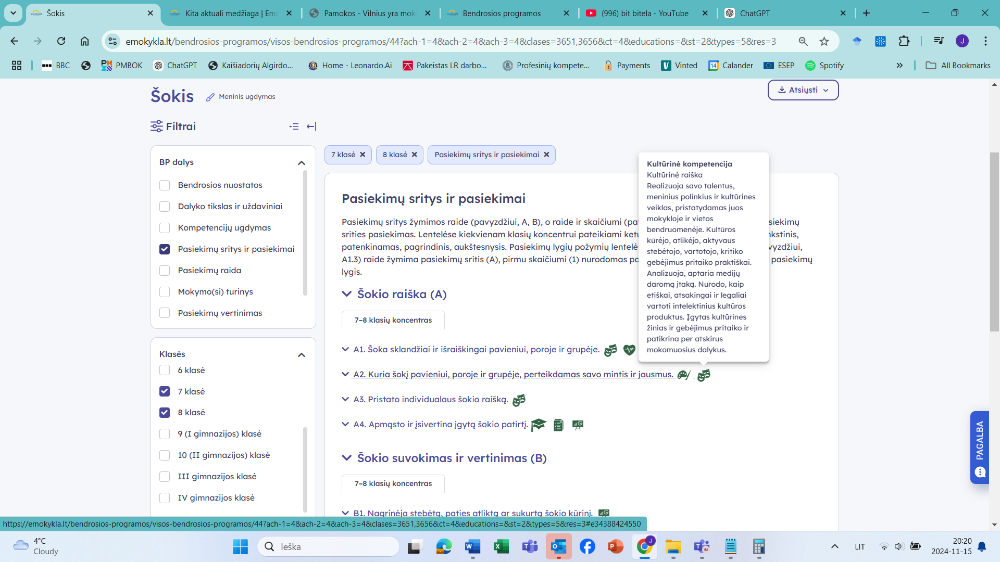 Šokis
Kita aktuali medžiaga | Em
Pamokos - Vilnius yra mok
Bendrosios programos
(996) bit bitela - YouTube
ChatGPT
emokykla.lt/bendrosios-programos/visos-bendrosios-programos/44?ach-1=4&ach-2=4&ach-3=4&clases=3651,3656&ct=4&educations=&st=2&types=5&res=3
J
BBC
PMBOK
ChatGPT
Kaišiadorių Algirdo...
Home - Leonardo.Ai
Pakeistas LR darbo...
Profesinių kompete...
Payments
Vinted
14 Calander
ESEP
Spotify
All Bookmarks
Šokis
Meninis ugdymas
Atsiųsti
Filtrai
BP dalys
Bendrosios nuostatos
Dalyko tikslas ir uždaviniai
Kompetencijų ugdymas
Pasiekimų sritys ir pasiekimai
Pasiekimų raida
Mokymo(si) turinys
Pasiekimų vertinimas
Klasės
6 klasė
7 klasė
8 klasė
9 (I gimnazijos) klasė
10 (II gimnazijos) klasė
III gimnazijos klasė
IV gimnazijos klasė
7 klasė
8 klasė
Pasiekimų sritys ir pasiekimai
Pasiekimų sritys ir pasiekimai
Pasiekimų sritys žymimos raide (pavyzdžiui, A, B), o raide ir skaičiumi (pa siekimų
srities pasiekimas. Lentelėse kiekvienam klasių koncentrui pateikiami ketu nkstinis,
patenkinamas, pagrindinis, aukštesnysis. Pasiekimų lygių požymių lentelė vyzdžiui,
A1.3) raide žymima pasiekimų sritis (A), pirmu skaičiumi (1) nurodomas pa pasiekimų
lygis.
Kultūrinė kompetencija
Kultūrinė raiška
Realizuoja savo talentus,
meninius polinkius ir kultūrines
veiklas, pristatydamas juos
mokykloje ir vietos
bendruomenėje. Kultūros
kūrėjo, atlikėjo, aktyvaus
stebėtojo, vartotojo, kritiko
gebėjimus pritaiko praktiškai.
Analizuoja, aptaria medijų
daromą įtaką. Nurodo, kaip
etiškai, atsakingai ir legaliai
vartoti intelektinius kultūros
produktus. Įgytas kultūrines
žinias ir gebėjimus pritaiko ir
patikrina per atskirus
mokomuosius dalykus.
Šokio raiška (A)
7–8 klasių koncentras
A1. Šoka sklandžiai ir išraiškingai pavieniui, poroje ir grupėje.
A2. Kuria šokį pavieniui, poroje ir grupėje, perteikdamas savo mintis ir jausmus.
A3. Pristato individualaus šokio raišką.
A4. Apmąsto ir įsivertina įgytą šokio patirtį.
Šokio suvokimas ir vertinimas (B)
7–8 klasių koncentras
B1. Nagrinėja stebėtą, paties atliktą ar sukurtą šokio kūrinį.
PAGALBA
https://emokykla.lt/bendrosios-programos/visos-bendrosios-programos/44?ach-1=4&ach-2=4&ach-3=4&clases=3651,3656&ct=4&educations=&st=2&types=5&res=3#e34388424550
4°C
Cloudy
Ieška
LIT
20:20
2024-11-15